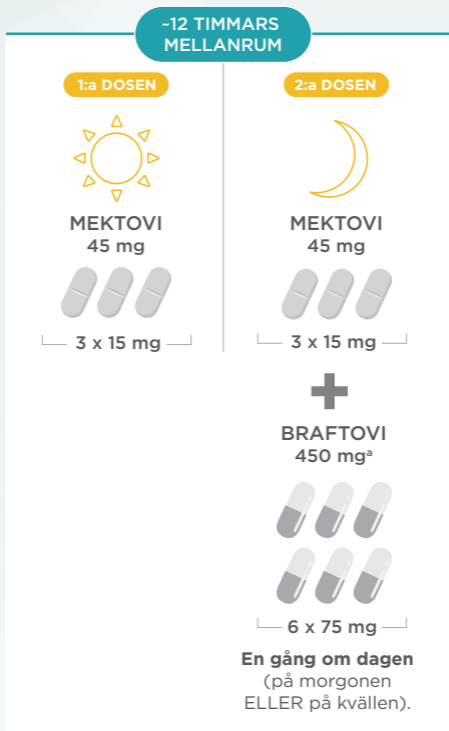 ~12 TIMMARS
MELLANRUM
1:a DOSEN
MEKTOVI
45 mg
3 x 15 mg
2:a DOSEN
MEKTOVI
45 mg
3 x 15 mg
+
BRAFTOVI
450 mgᵃ
6 x 75 mg
En gång om dagen
(på morgonen
ELLER på kvällen).